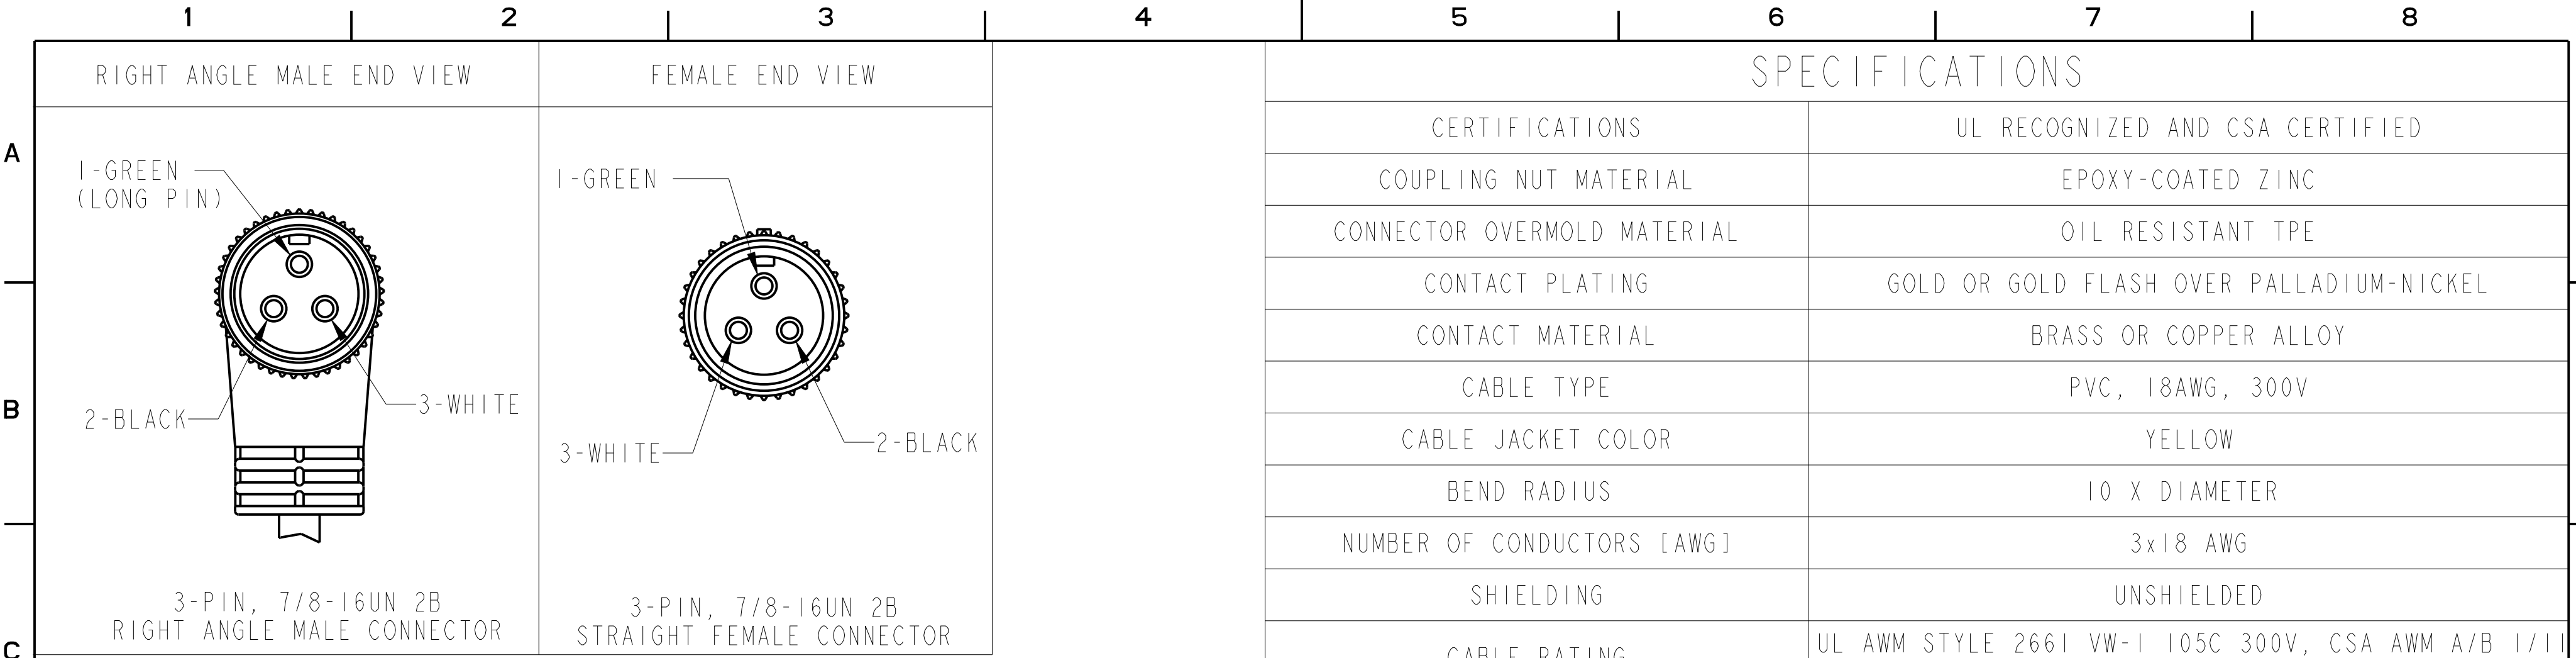 1 2 3 4 5 6 7 8
RIGHT ANGLE MALE END VIEW
FEMALE END VIEW
A
1-GREEN
(LONG PIN)
2-BLACK
3-WHITE
3-PIN, 7/8-16UN 2B
RIGHT ANGLE MALE CONNECTOR
1-GREEN
3-WHITE
2-BLACK
3-PIN, 7/8-16UN 2B
STRAIGHT FEMALE CONNECTOR
B
C
SPECIFICATIONS
CERTIFICATIONS UL RECOGNIZED AND CSA CERTIFIED
COUPLING NUT MATERIAL EPOXY-COATED ZINC
CONNECTOR OVERMOLD MATERIAL OIL RESISTANT TPE
CONTACT PLATING GOLD OR GOLD FLASH OVER PALLADIUM-NICKEL
CONTACT MATERIAL BRASS OR COPPER ALLOY
CABLE TYPE PVC, 18AWG, 300V
CABLE JACKET COLOR YELLOW
BEND RADIUS 10 X DIAMETER
NUMBER OF CONDUCTORS [AWG] 3x18 AWG
SHIELDING UNSHIELDED
CABLE RATING UL AWM STYLE 2661 VW-1 105C 300V, CSA AWM A/B